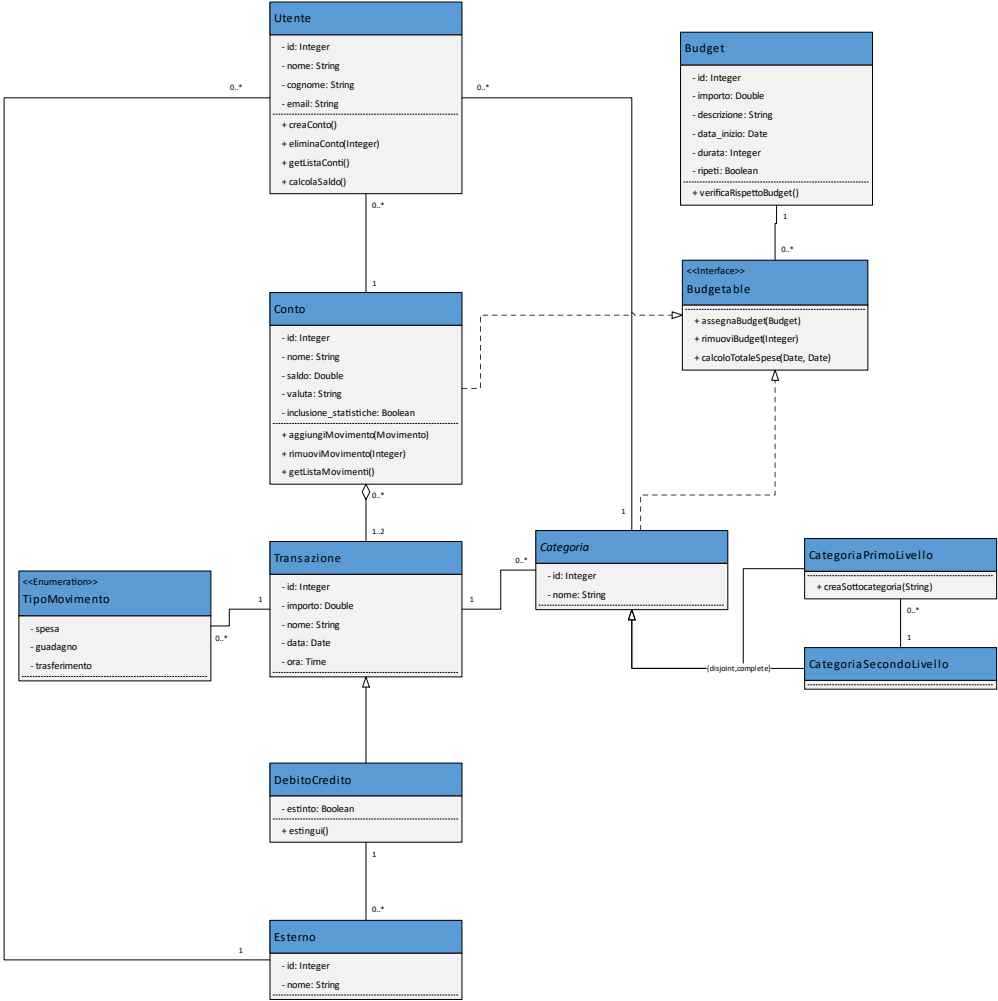 Utente
- id: Integer
- nome: String
- cognome: String
- email: String
+ creaConto()
+ eliminaConto(Integer)
+ getListaConti()
+ calcolaSaldo()
0..*
0..*
0..*
1
Budget
- id: Integer
- importo: Double
- descrizione: String
- data_inizio: Date
- durata: Integer
- ripeti: Boolean
+ verificaRispettoBudget()
1
0..*
<<Interface>>
Budgetable
+ assegnaBudget(Budget)
+ rimuoviBudget(Integer)
+ calcoloTotaleSpese(Date, Date)
Conto
- id: Integer
- nome: String
- saldo: Double
- valuta: String
- inclusione_statistiche: Boolean
+ aggiungiMovimento(Movimento)
+ rimuoviMovimento(Integer)
+ getListaMovimenti()
0..*
1..2
1
Transazione
- id: Integer
- importo: Double
- nome: String
- data: Date
- ora: Time
1
0..*
1
0..*
<<Enumeration>>
TipoMovimento
- spesa
- guadagno
- trasferimento
Categoria
- id: Integer
- nome: String
{disjoint,complete}
CategoriaPrimoLivello
+ creaSottocategoria(String)
0..*
1
CategoriaSecondoLivello
DebitoCredito
- estinto: Boolean
+ estingui()
1
0..*
1
Esterno
- id: Integer
- nome: String